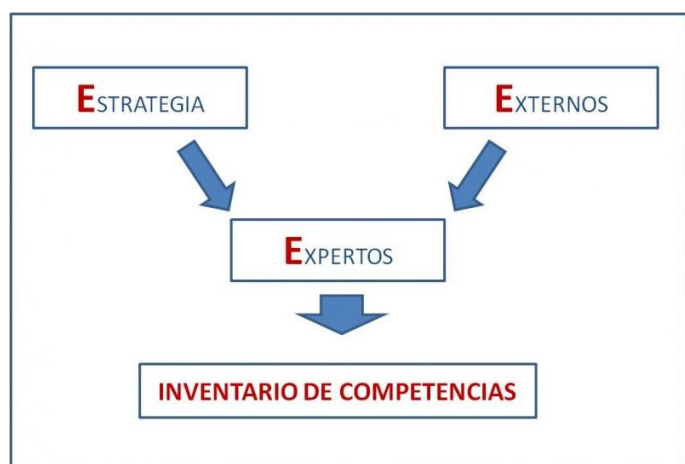 ESTRATEGIA
EXTERNOS
EXPERTOS
INVENTARIO DE COMPETENCIAS